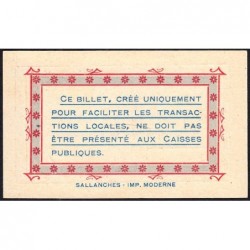 CE BILLET, CRÉÉ UNIQUEMENT
POUR FACILITER LES TRANSAC-
TIONS LOCALES, NE DOIT PAS
ÊTRE PRÉSENTÉ AUX CAISSES
PUBLIQUES.
SALLANCHES - IMP. MODERNE